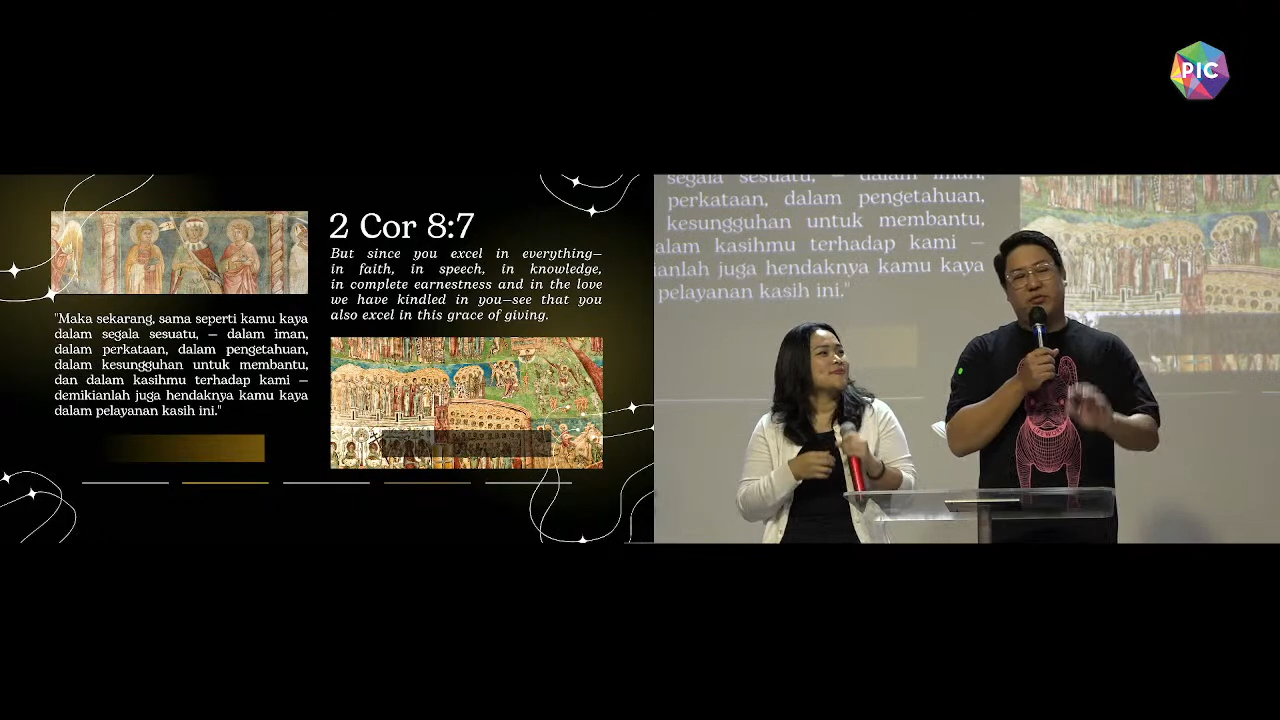 PIC
2 Cor 8:7
But since you excel in everything—
in faith, in speech, in knowledge,
in complete earnestness and in the love
we have kindled in you—see that you
also excel in this grace of giving.
"Maka sekarang, sama seperti kamu kaya
dalam segala sesuatu, — dalam iman,
dalam perkataan, dalam pengetahuan,
dalam kesungguhan untuk membantu,
dan dalam kasihmu terhadap kami —
demikianlah juga hendaknya kamu kaya
dalam pelayanan kasih ini."
segala sesuatu, — dalam iman,
perkataan, dalam pengetahuan,
kesungguhan untuk membantu,
alam kasihmu terhadap kami —
ianlah juga hendaknya kamu kaya
pelayanan kasih ini."